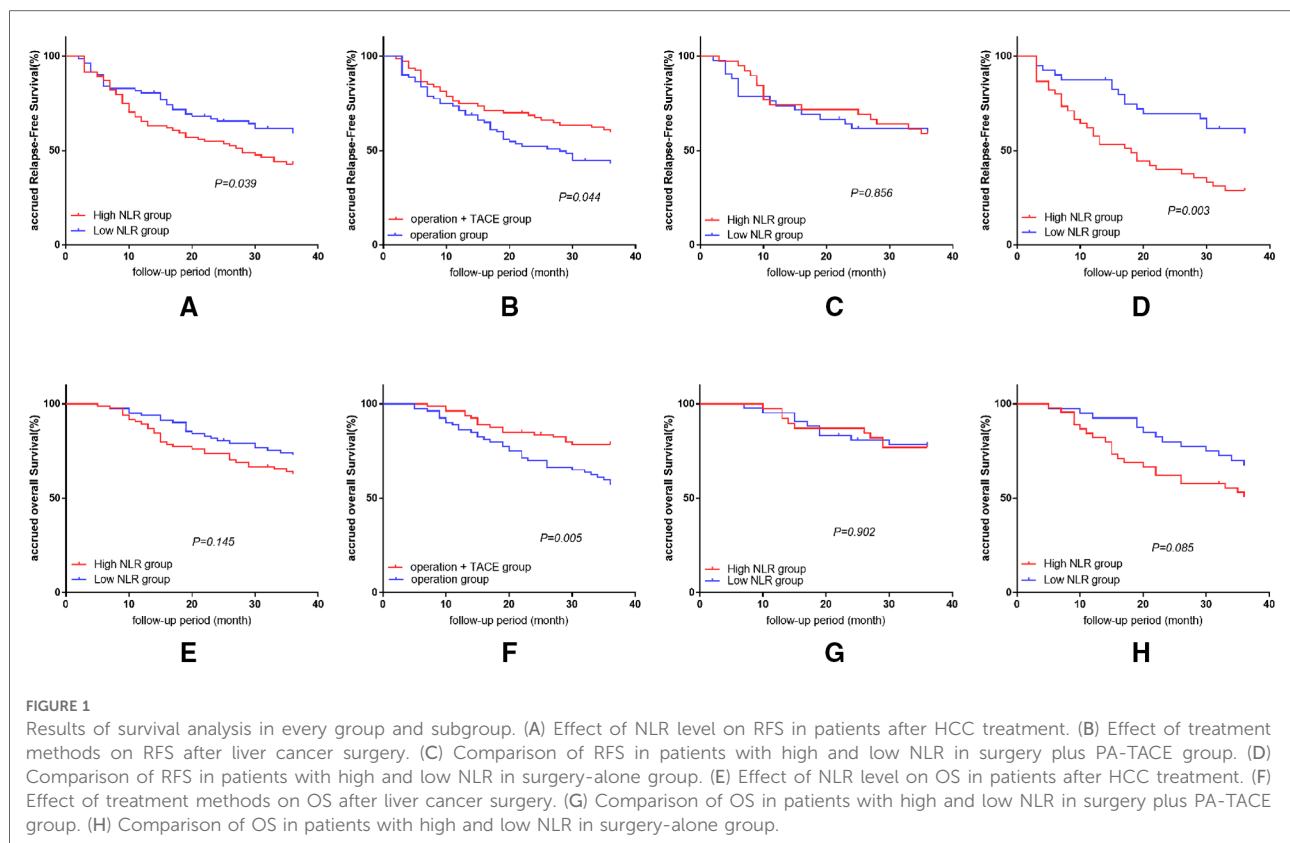 100
50
0
0
10
20
30
40
accrued Relapse-Free Survival(%)
P=0.039
High NLR group
Low NLR group
follow-up period (month)
A
100
50
0
0
10
20
30
40
accrued Relapse-Free Survival(%)
P=0.044
operation + TACE group
operation group
follow-up period (month)
B
100
50
0
0
10
20
30
40
accrued Relapse-Free Survival(%)
P=0.856
High NLR group
Low NLR group
follow-up period (month)
C
100
50
0
0
10
20
30
40
accrued Relapse-Free Survival(%)
P=0.003
High NLR group
Low NLR group
follow-up period (month)
D
100
50
0
0
10
20
30
40
accrued overall Survival(%)
P=0.145
High NLR group
Low NLR group
follow-up period (month)
E
100
50
0
0
10
20
30
40
accrued overall Survival(%)
P=0.005
operation + TACE group
operation group
follow-up period (month)
F
100
50
0
0
10
20
30
40
accrued overall Survival(%)
P=0.902
High NLR group
Low NLR group
follow-up period (month)
G
100
50
0
0
10
20
30
40
accrued overall Survival(%)
P=0.085
High NLR group
Low NLR group
follow-up period (month)
H
FIGURE 1
Results of survival analysis in every group and subgroup. (A) Effect of NLR level on RFS in patients after HCC treatment. (B) Effect of treatment
methods on RFS after liver cancer surgery. (C) Comparison of RFS in patients with high and low NLR in surgery plus PA-TACE group. (D)
Comparison of RFS in patients with high and low NLR in surgery-alone group. (E) Effect of NLR level on OS in patients after HCC treatment. (F)
Effect of treatment methods on OS after liver cancer surgery. (G) Comparison of OS in patients with high and low NLR in surgery plus PA-TACE
group. (H) Comparison of OS in patients with high and low NLR in surgery-alone group.